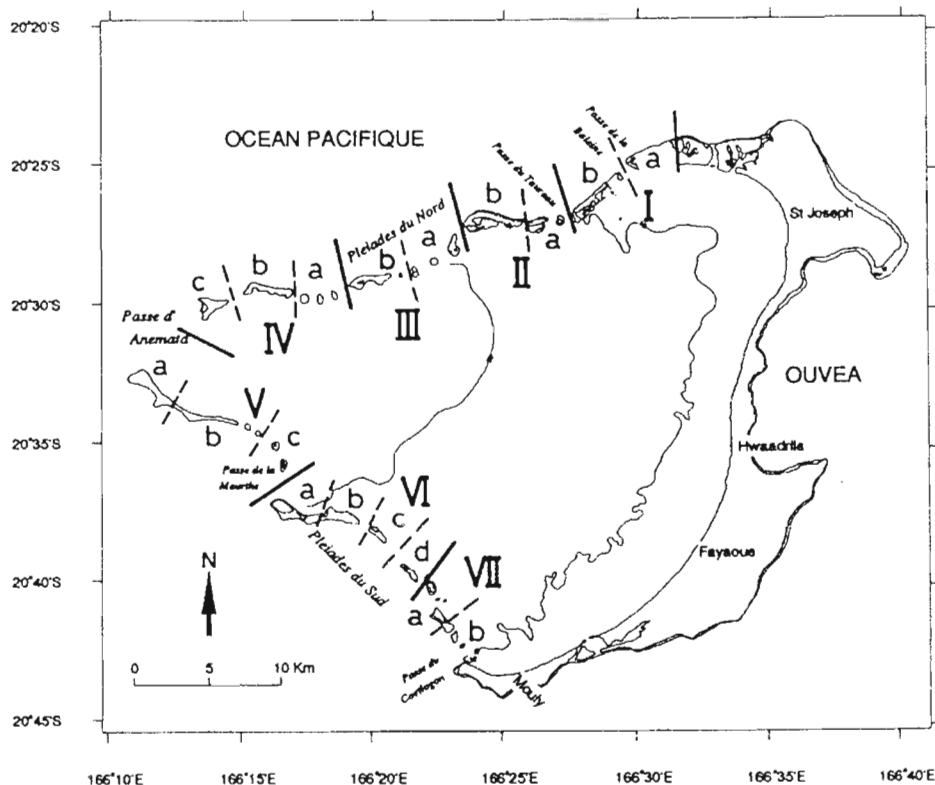 20°20'S
20°25'S
20°30'S
20°35'S
20°40'S
20°45'S
OCEAN PACIFIQUE
Passe de la
Baleine
Passe du Taureau
Pleiades du Nord
a
b
I
a
b
II
a
b
III
a
b
c
IV
Passe d'
Anemata
a
b
c
V
Passe de la
Meurthe
a
b
c
d
VI
Pleiades du Sud
VII
a
b
Passe du
Coetlogon
St Joseph
OUVEA
Hwaadrila
Fayaoue
Mouly
N
0 5 10 Km
166°10'E 166°15'E 166°20'E 166°25'E 166°30'E 166°35'E 166°40'E